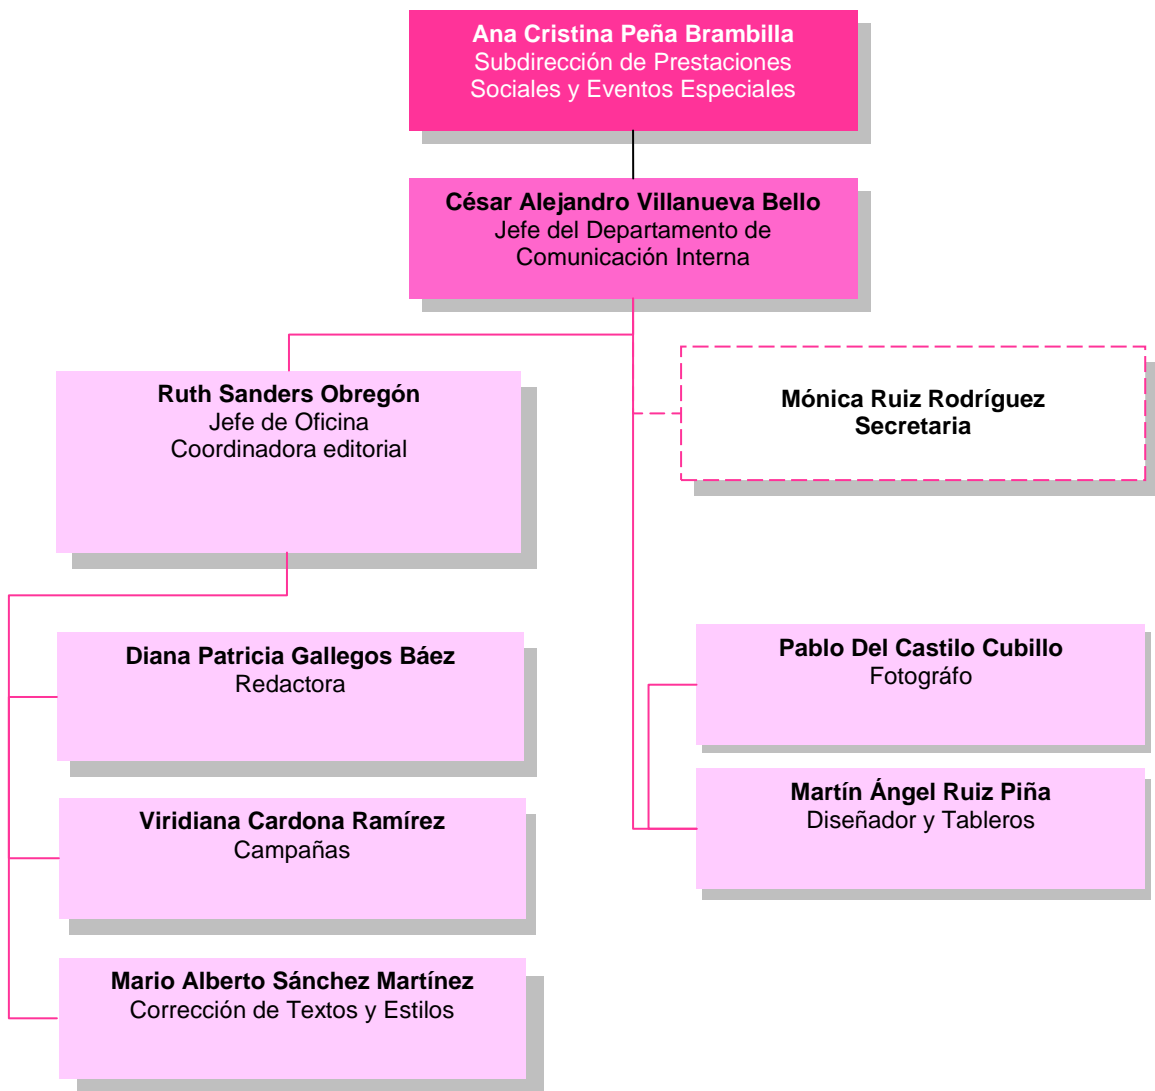 Ana Cristina Peña Brambilla
Subdirección de Prestaciones
Sociales y Eventos Especiales
César Alejandro Villanueva Bello
Jefe del Departamento de
Comunicación Interna
Ruth Sanders Obregón
Jefe de Oficina
Coordinadora editorial
Mónica Ruiz Rodríguez
Secretaria
Diana Patricia Gallegos Báez
Redactora
Viridiana Cardona Ramírez
Campañas
Mario Alberto Sánchez Martínez
Corrección de Textos y Estilos
Pablo Del Castilo Cubillo
Fotográfo
Martín Ángel Ruiz Piña
Diseñador y Tableros